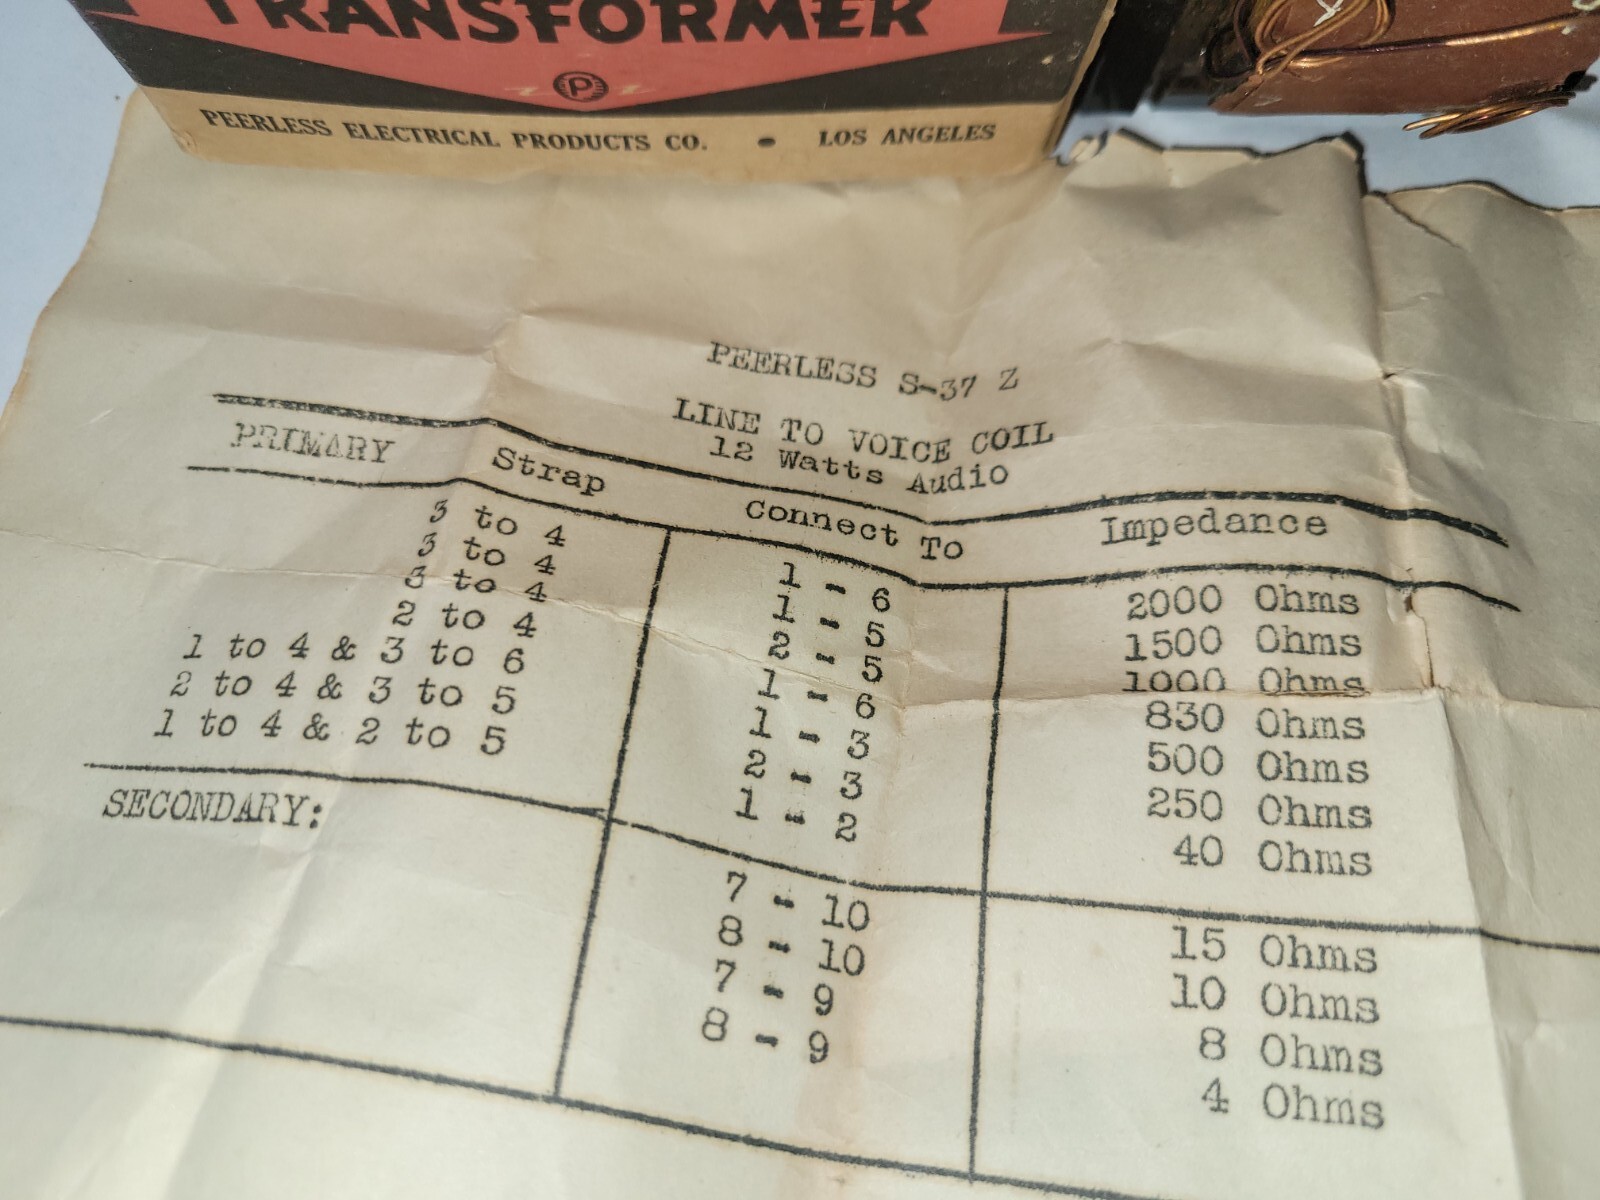 TRANSFORMER
P
PEERLESS ELECTRICAL PRODUCTS CO. • LOS ANGELES
PEERLESS S-37 Z
LINE TO VOICE COIL
12 Watts Audio
PRIMARY Strap Connect To Impedance
3 to 4 1 - 6 2000 Ohms
3 to 4 1 - 5 1500 Ohms
3 to 4 2 - 5 1000 Ohms
2 to 4 1 - 6 830 Ohms
1 to 4 & 3 to 6 1 - 3 500 Ohms
2 to 4 & 3 to 5 2 - 3 250 Ohms
1 to 4 & 2 to 5 1 - 2 40 Ohms
SECONDARY:
7 - 10 15 Ohms
8 - 10 10 Ohms
7 - 9 8 Ohms
8 - 9 4 Ohms